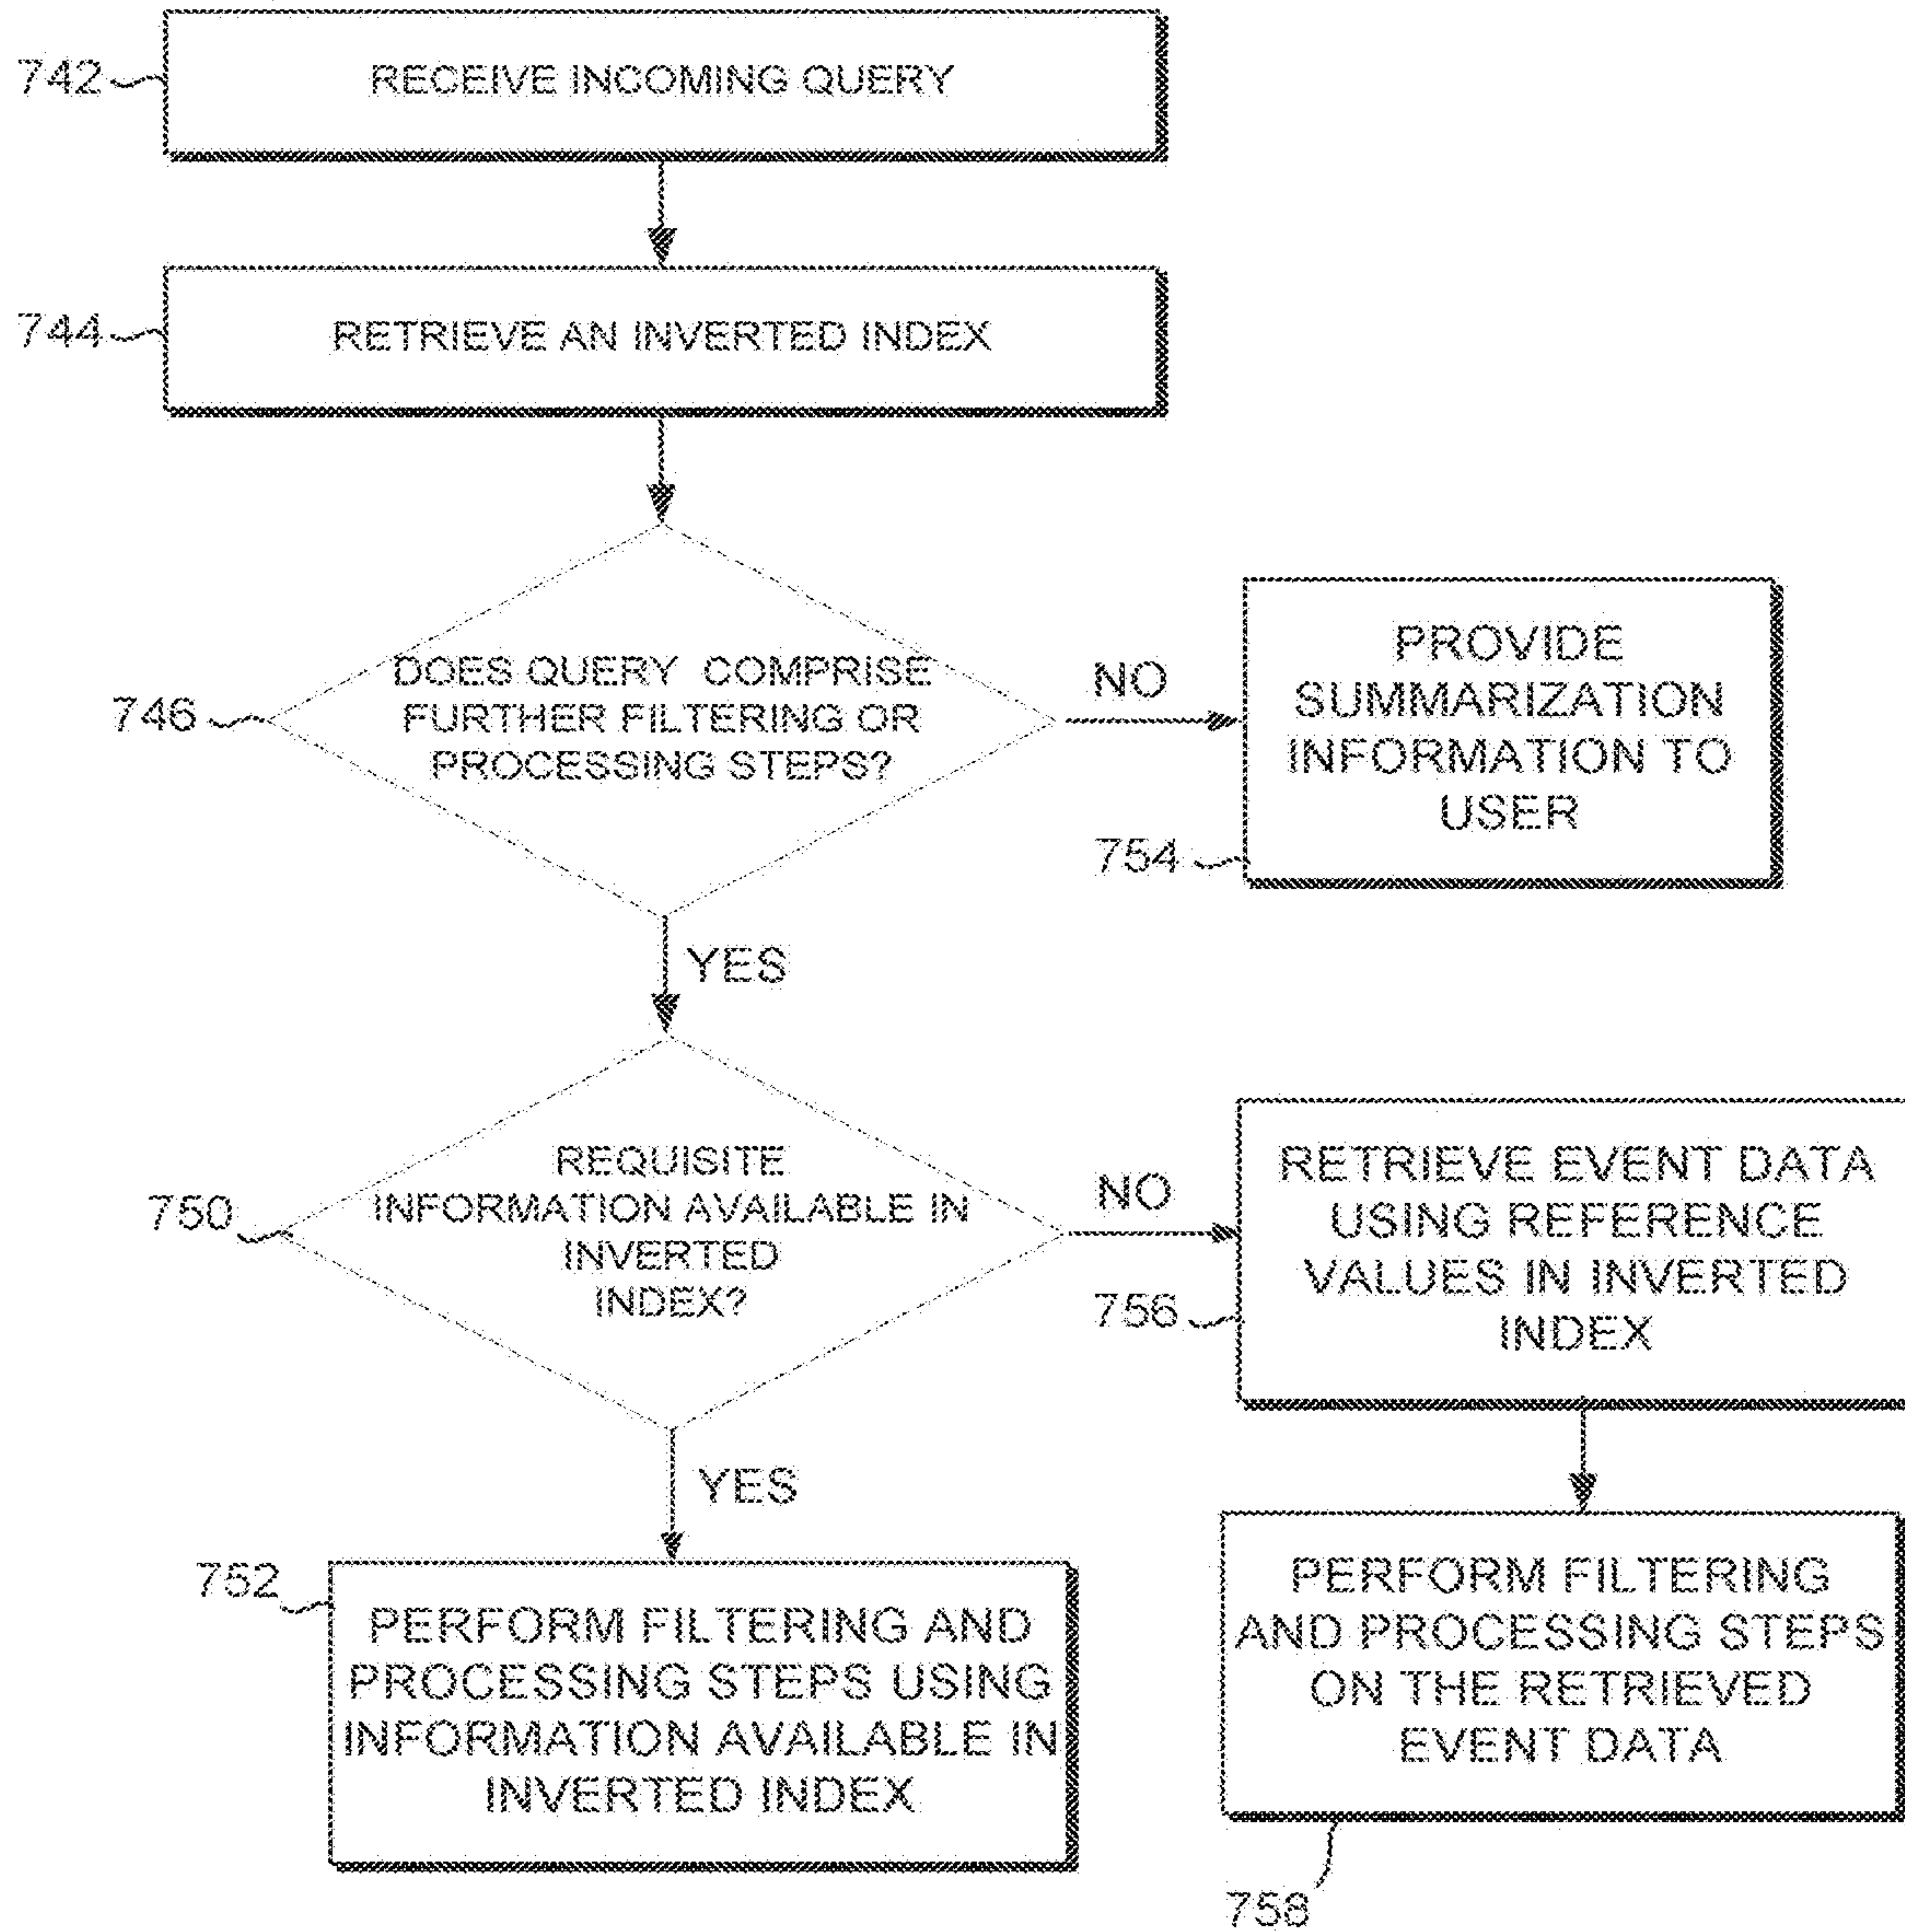 742
RECEIVE INCOMING QUERY
744
RETRIEVE AN INVERTED INDEX
746
DOES QUERY COMPRISE
FURTHER FILTERING OR
PROCESSING STEPS?
NO
PROVIDE
SUMMARIZATION
INFORMATION TO
USER
754
YES
750
REQUISITE
INFORMATION AVAILABLE IN
INVERTED
INDEX?
NO
RETRIEVE EVENT DATA
USING REFERENCE
VALUES IN INVERTED
INDEX
756
YES
752
PERFORM FILTERING AND
PROCESSING STEPS USING
INFORMATION AVAILABLE IN
INVERTED INDEX
PERFORM FILTERING
AND PROCESSING STEPS
ON THE RETRIEVED
EVENT DATA
758